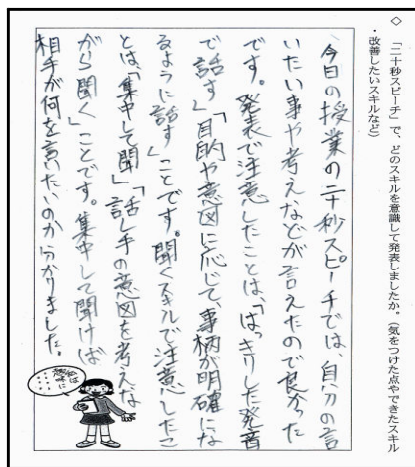 ◇ 「二十秒スピーチ」で、どのスキルを意識して発表しましたか。（気をつけた点やできたスキル
・改善したいスキルなど）
今日の授業の二十秒スピーチでは、自分の言
いたい事や考えなどが言えたので良かった
です。発表で注意したことは、「はっきりした発音
で話す」「目的や意図に応じて、事柄が明確にな
るように話す」ことです。聞くスキルで注意したこ
とは、「集中して聞」「話し手の意図を考えな
がら聞く」ことです。集中して聞けば
相手が何を言いたいのか分かりました。